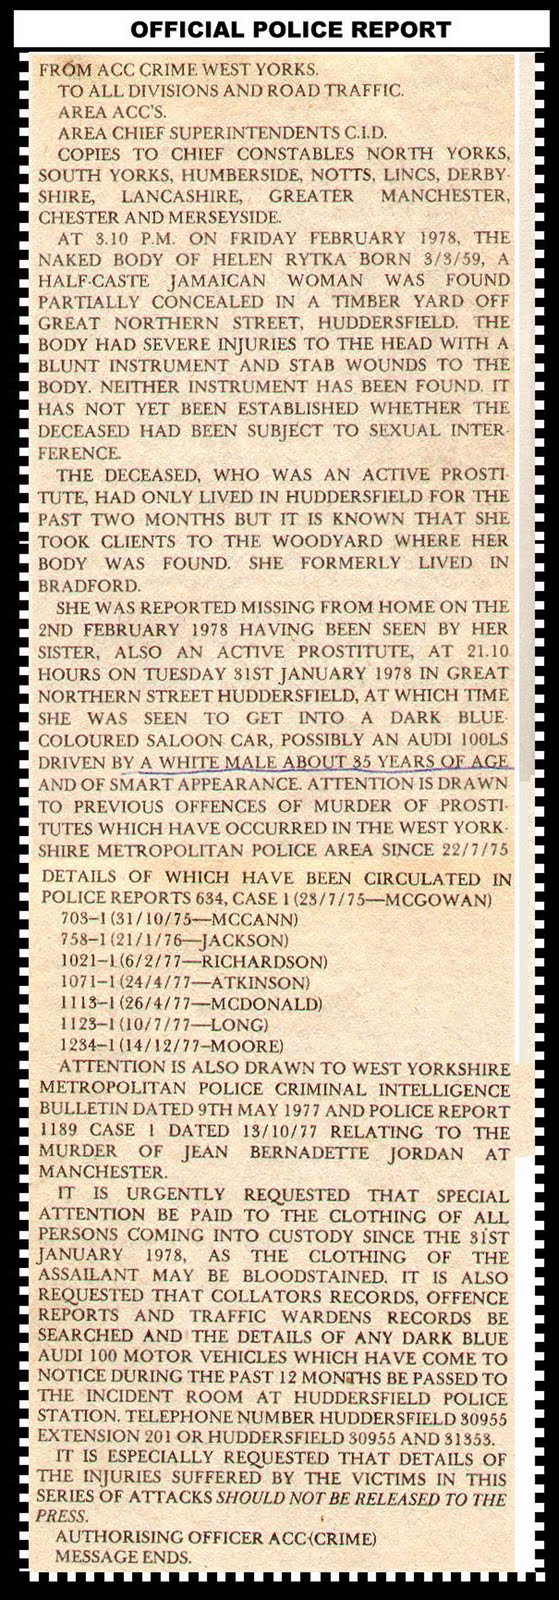 OFFICIAL POLICE REPORT
FROM ACC CRIME WEST YORKS.
TO ALL DIVISIONS AND ROAD TRAFFIC.
AREA ACC'S.
AREA CHIEF SUPERINTENDENTS C.I.D.
COPIES TO CHIEF CONSTABLES NORTH YORKS,
SOUTH YORKS, HUMBERSIDE, NOTTS, LINCS, DERBY-
SHIRE, LANCASHIRE, GREATER MANCHESTER,
CHESTER AND MERSEYSIDE.
AT 3.10 P.M. ON FRIDAY FEBRUARY 1978, THE
NAKED BODY OF HELEN RYTKA BORN 3/3/59, A
HALF-CASTE JAMAICAN WOMAN WAS FOUND
PARTIALLY CONCEALED IN A TIMBER YARD OFF
GREAT NORTHERN STREET, HUDDERSFIELD. THE
BODY HAD SEVERE INJURIES TO THE HEAD WITH A
BLUNT INSTRUMENT AND STAB WOUNDS TO THE
BODY. NEITHER INSTRUMENT HAS BEEN FOUND. IT
HAS NOT YET BEEN ESTABLISHED WHETHER THE
DECEASED HAD BEEN SUBJECT TO SEXUAL INTER-
FERENCE.
THE DECEASED, WHO WAS AN ACTIVE PROSTI-
TUTE, HAD ONLY LIVED IN HUDDERSFIELD FOR THE
PAST TWO MONTHS BUT IT IS KNOWN THAT SHE
TOOK CLIENTS TO THE WOODYARD WHERE HER
BODY WAS FOUND. SHE FORMERLY LIVED IN
BRADFORD.
SHE WAS REPORTED MISSING FROM HOME ON THE
2ND FEBRUARY 1978 HAVING BEEN SEEN BY HER
SISTER, ALSO AN ACTIVE PROSTITUTE, AT 21.10
HOURS ON TUESDAY 31ST JANUARY 1978 IN GREAT
NORTHERN STREET HUDDERSFIELD, AT WHICH TIME
SHE WAS SEEN TO GET INTO A DARK BLUE-
COLOURED SALOON CAR, POSSIBLY AN AUDI 100LS
DRIVEN BY A WHITE MALE ABOUT 35 YEARS OF AGE
AND OF SMART APPEARANCE. ATTENTION IS DRAWN
TO PREVIOUS OFFENCES OF MURDER OF PROSTI-
TUTES WHICH HAVE OCCURRED IN THE WEST YORK-
SHIRE METROPOLITAN POLICE AREA SINCE 22/7/75
DETAILS OF WHICH HAVE BEEN CIRCULATED IN
POLICE REPORTS 634, CASE 1 (23/7/75—MCGOWAN)
703–1 (31/10/75—MCCANN)
758–1 (21/1/76—JACKSON)
1021–1 (6/2/77—RICHARDSON)
1071–1 (24/4/77—ATKINSON)
1113–1 (26/4/77—MCDONALD)
1123–1 (10/7/77—LONG)
1234–1 (14/12/77—MOORE)
ATTENTION IS ALSO DRAWN TO WEST YORKSHIRE
METROPOLITAN POLICE CRIMINAL INTELLIGENCE
BULLETIN DATED 9TH MAY 1977 AND POLICE REPORT
1189 CASE 1 DATED 13/10/77 RELATING TO THE
MURDER OF JEAN BERNADETTE JORDAN AT
MANCHESTER.
IT IS URGENTLY REQUESTED THAT SPECIAL
ATTENTION BE PAID TO THE CLOTHING OF ALL
PERSONS COMING INTO CUSTODY SINCE THE 31ST
JANUARY 1978, AS THE CLOTHING OF THE
ASSAILANT MAY BE BLOODSTAINED. IT IS ALSO
REQUESTED THAT COLLATORS RECORDS, OFFENCE
REPORTS AND TRAFFIC WARDENS RECORDS BE
SEARCHED AND THE DETAILS OF ANY DARK BLUE
AUDI 100 MOTOR VEHICLES WHICH HAVE COME TO
NOTICE DURING THE PAST 12 MONTHS BE PASSED TO
THE INCIDENT ROOM AT HUDDERSFIELD POLICE
STATION. TELEPHONE NUMBER HUDDERSFIELD 30955
EXTENSION 201 OR HUDDERSFIELD 30955 AND 31353.
IT IS ESPECIALLY REQUESTED THAT DETAILS OF
THE INJURIES SUFFERED BY THE VICTIMS IN THIS
SERIES OF ATTACKS SHOULD NOT BE RELEASED TO THE
PRESS.
AUTHORISING OFFICER ACC (CRIME)
MESSAGE ENDS.